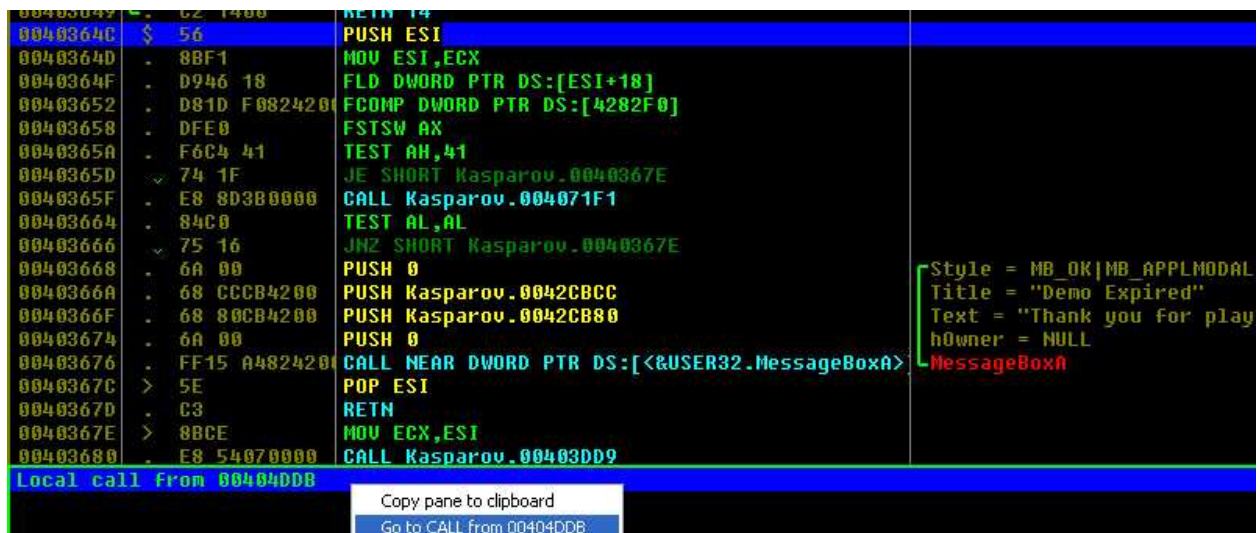 00403649 . C2 1400 RETN 14
0040364C $ 56 PUSH ESI
0040364D . 8BF1 MOV ESI,ECX
0040364F . D946 18 FLD DWORD PTR DS:[ESI+18]
00403652 . D81D F0824200 FCOMP DWORD PTR DS:[4282F0]
00403658 . DFE0 FSTSW AX
0040365A . F6C4 41 TEST AH,41
0040365D 74 1F JE SHORT Kasparov.0040367E
0040365F . E8 8D3B0000 CALL Kasparov.004071F1
00403664 . 84C0 TEST AL,AL
00403666 75 16 JNZ SHORT Kasparov.0040367E
00403668 . 6A 00 PUSH 0 Style = MB_OK|MB_APPLMODAL
0040366A . 68 CCCB4200 PUSH Kasparov.0042CBCC Title = "Demo Expired"
0040366F . 68 80CB4200 PUSH Kasparov.0042CB80 Text = "Thank you for play
00403674 . 6A 00 PUSH 0 hOwner = NULL
00403676 . FF15 A4824200 CALL NEAR DWORD PTR DS:[<&USER32.MessageBoxA>] MessageBoxA
0040367C > 5E POP ESI
0040367D . C3 RETN
0040367E > 8BCE MOV ECX,ESI
00403680 . E8 54070000 CALL Kasparov.00403DD9
Local call from 00404DDB
Copy pane to clipboard
Go to CALL from 00404DDB